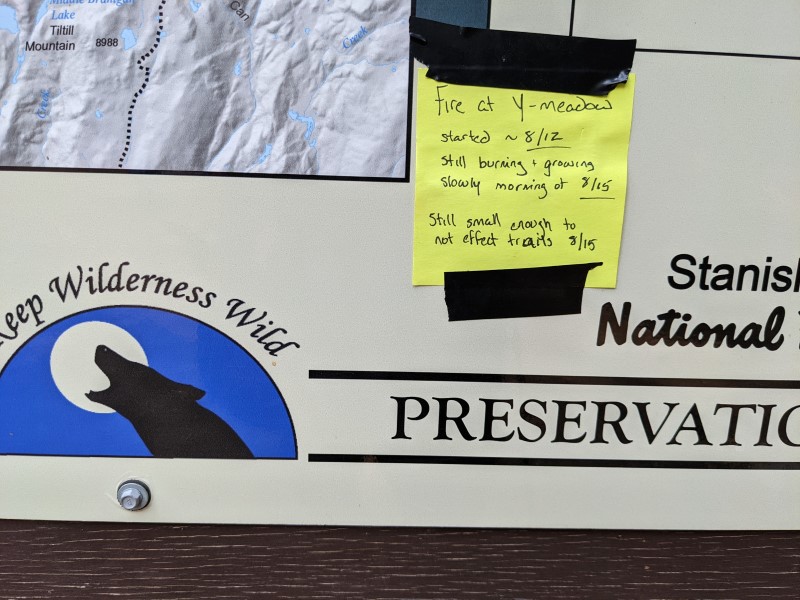 Lake
Tiltill
Mountain 8988
Can
Creek
Creek
Fire at Y-meadow
started ~ 8/12
Still burning + growing
slowly morning of 8/15
Still small enough to
not effect trails 8/15
Keep Wilderness Wild
Stanis
National
PRESERVATIO